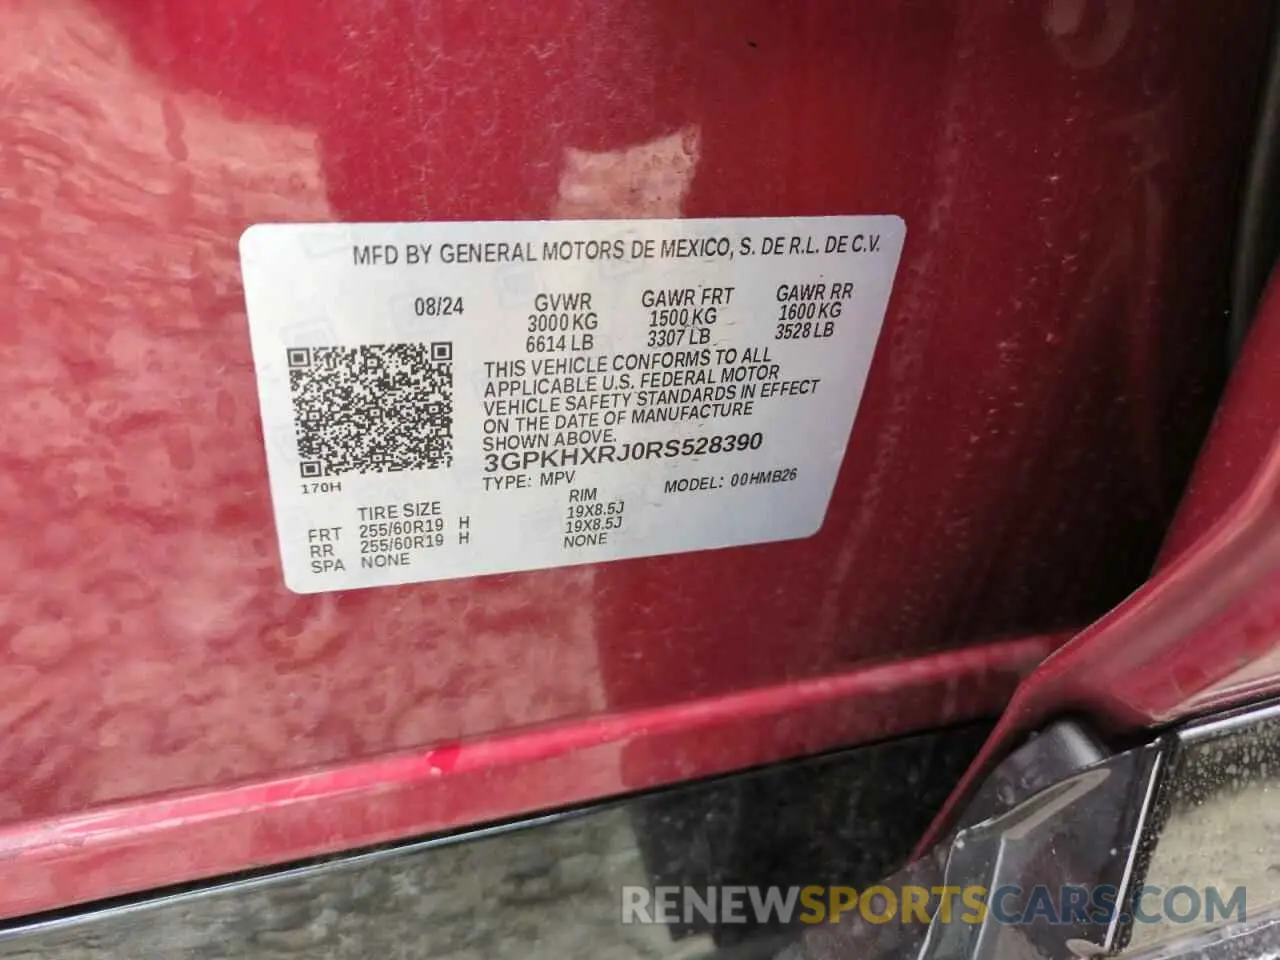 MFD BY GENERAL MOTORS DE MEXICO, S. DE R.L. DE C.V.
08/24
GVWR
3000 KG
6614 LB
GAWR FRT
1500 KG
3307 LB
GAWR RR
1600 KG
3528 LB
THIS VEHICLE CONFORMS TO ALL
APPLICABLE U.S. FEDERAL MOTOR
VEHICLE SAFETY STANDARDS IN EFFECT
ON THE DATE OF MANUFACTURE
SHOWN ABOVE.
3GPKHXRJ0RS528390
170H
TYPE: MPV
MODEL: 00HMB26
TIRE SIZE RIM
FRT 255/60R19 H 19X8.5J
RR 255/60R19 H 19X8.5J
SPA NONE NONE
RENEWSPORTSCARS.COM